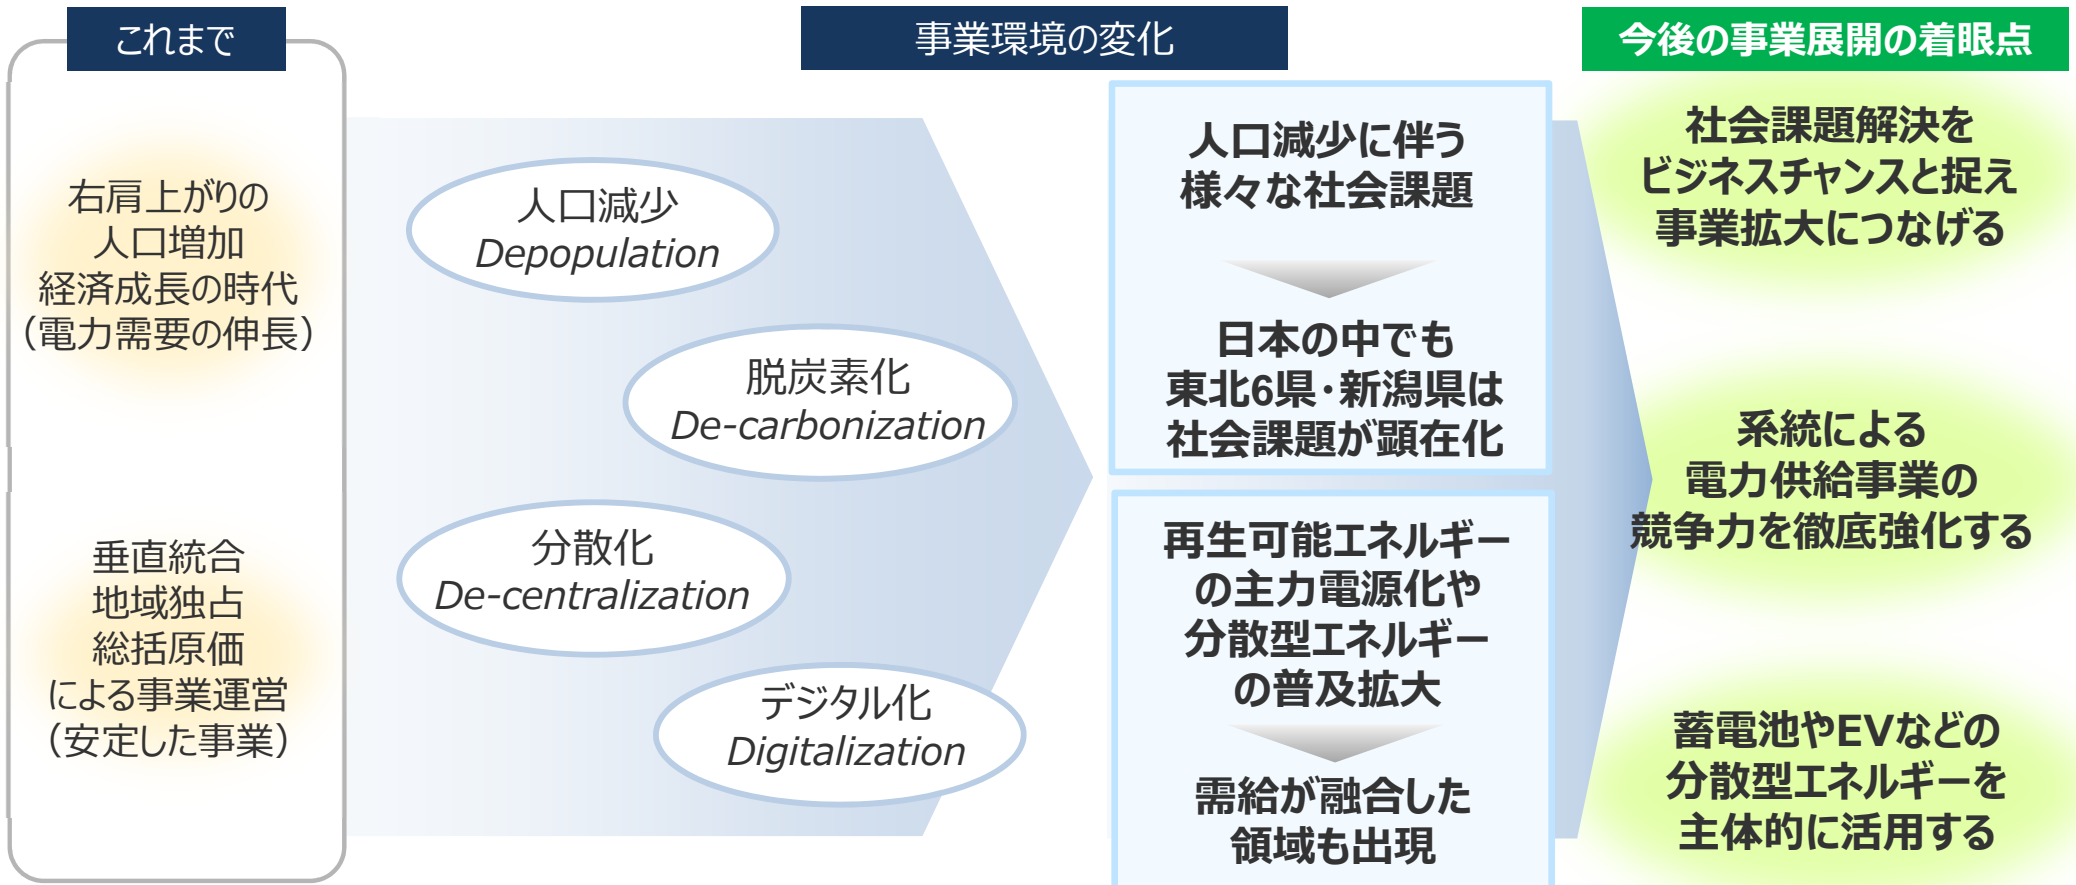 これまで
右肩上がりの
人口増加
経済成長の時代
（電力需要の伸長）
垂直統合
地域独占
総括原価
による事業運営
（安定した事業）
事業環境の変化
人口減少
Depopulation
脱炭素化
De-carbonization
分散化
De-centralization
デジタル化
Digitalization
人口減少に伴う
様々な社会課題
日本の中でも
東北6県・新潟県は
社会課題が顕在化
再生可能エネルギー
の主力電源化や
分散型エネルギー
の普及拡大
需給が融合した
領域も出現
今後の事業展開の着眼点
社会課題解決を
ビジネスチャンスと捉え
事業拡大につなげる
系統による
電力供給事業の
競争力を徹底強化する
蓄電池やEVなどの
分散型エネルギーを
主体的に活用する